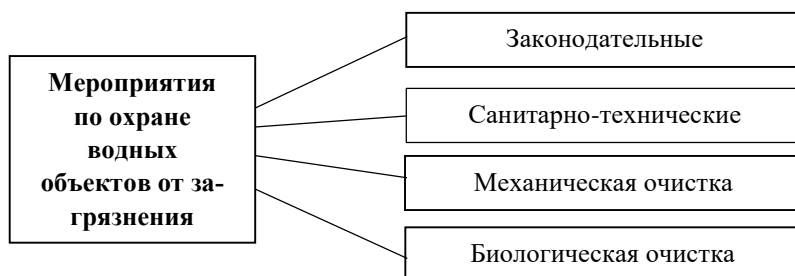 Мероприятия
по охране
водных
объектов от за-
грязнения
Законодательные
Санитарно-технические
Механическая очистка
Биологическая очистка